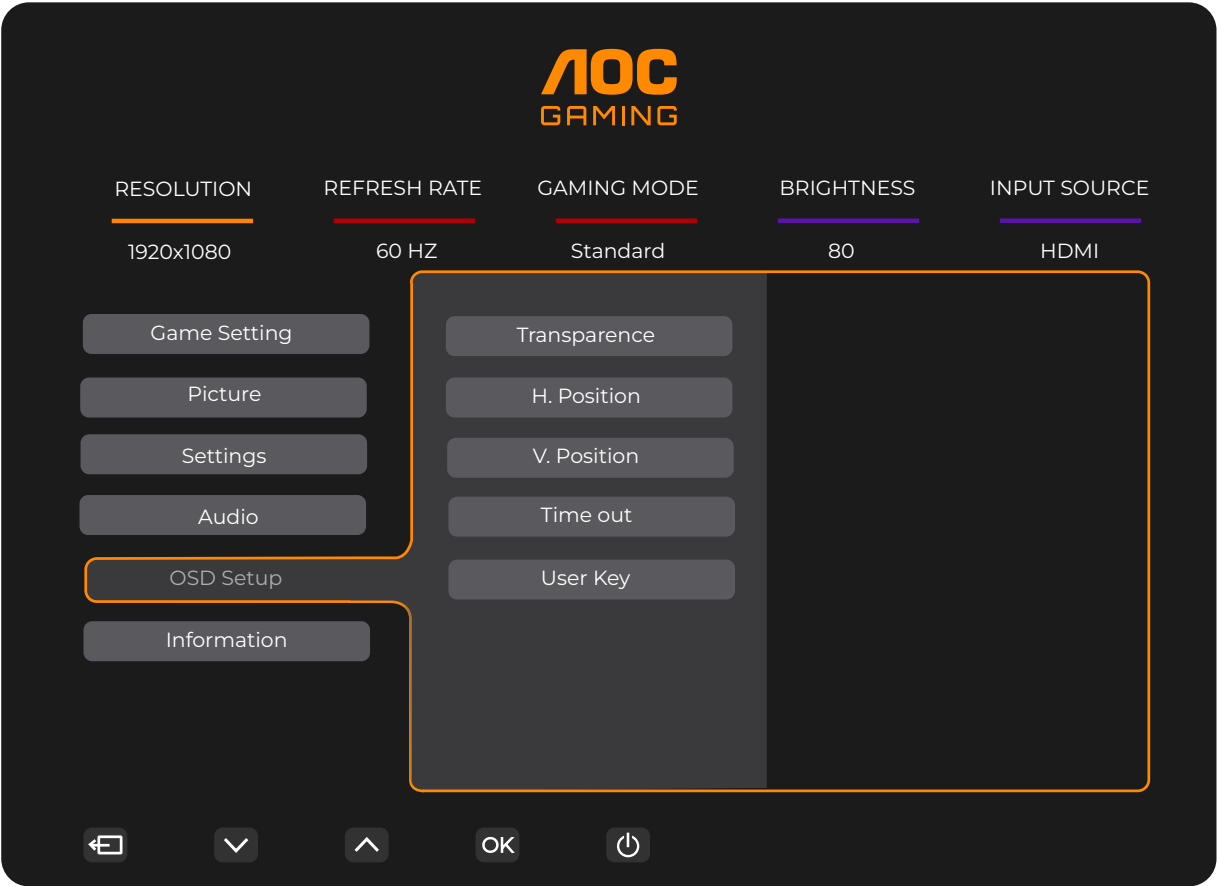 AOC
GAMING
RESOLUTION REFRESH RATE GAMING MODE BRIGHTNESS INPUT SOURCE
1920x1080 60 HZ Standard 80 HDMI
Game Setting Transparence
Picture H. Position
Settings V. Position
Audio Time out
OSD Setup User Key
Information
OK